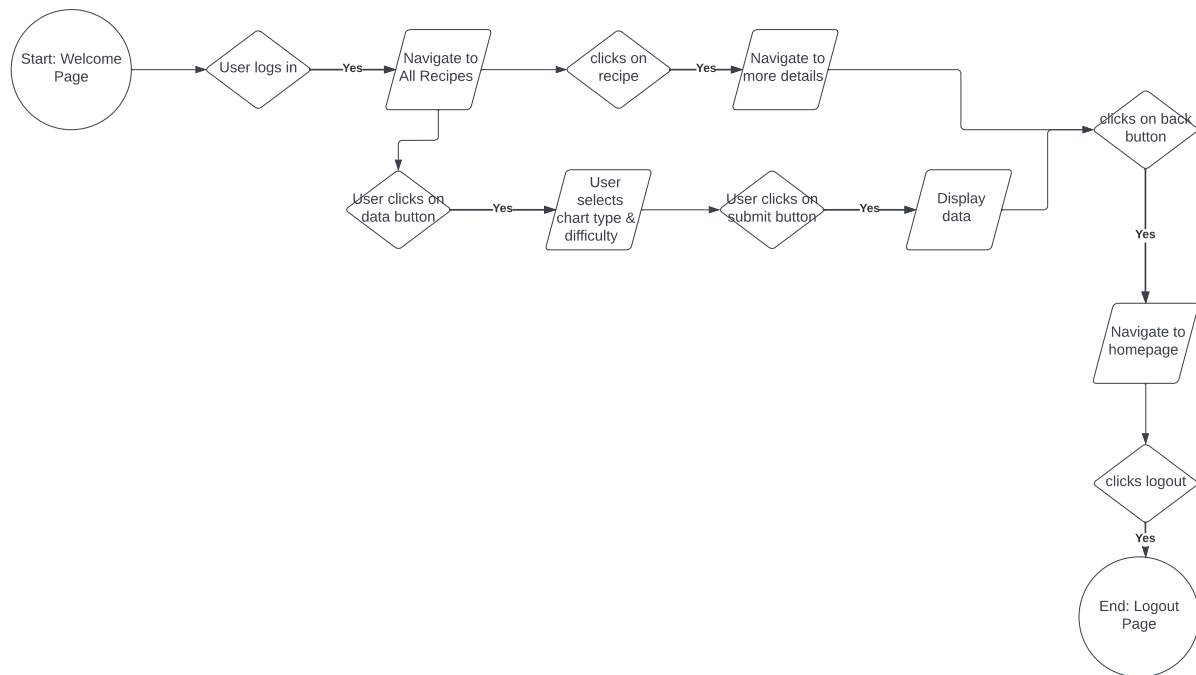 Start: Welcome
Page
User logs in
Yes
Navigate to
All Recipes
clicks on
recipe
Yes
Navigate to
more details
clicks on back
button
User clicks on
data button
Yes
User
selects
chart type &
difficulty
User clicks on
submit button
Yes
Display
data
Yes
Navigate to
homepage
clicks logout
Yes
End: Logout
Page